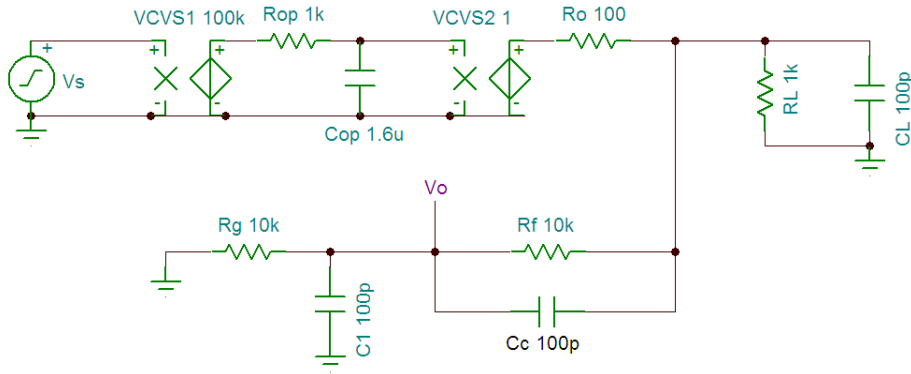 VCVS1 100k
Rop 1k
VCVS2 1
Ro 100
+
Vs
+
-
+
-
+
-
+
-
Cop 1.6u
RL 1k
CL 100p
Vo
Rg 10k
Rf 10k
C1 100p
Cc 100p